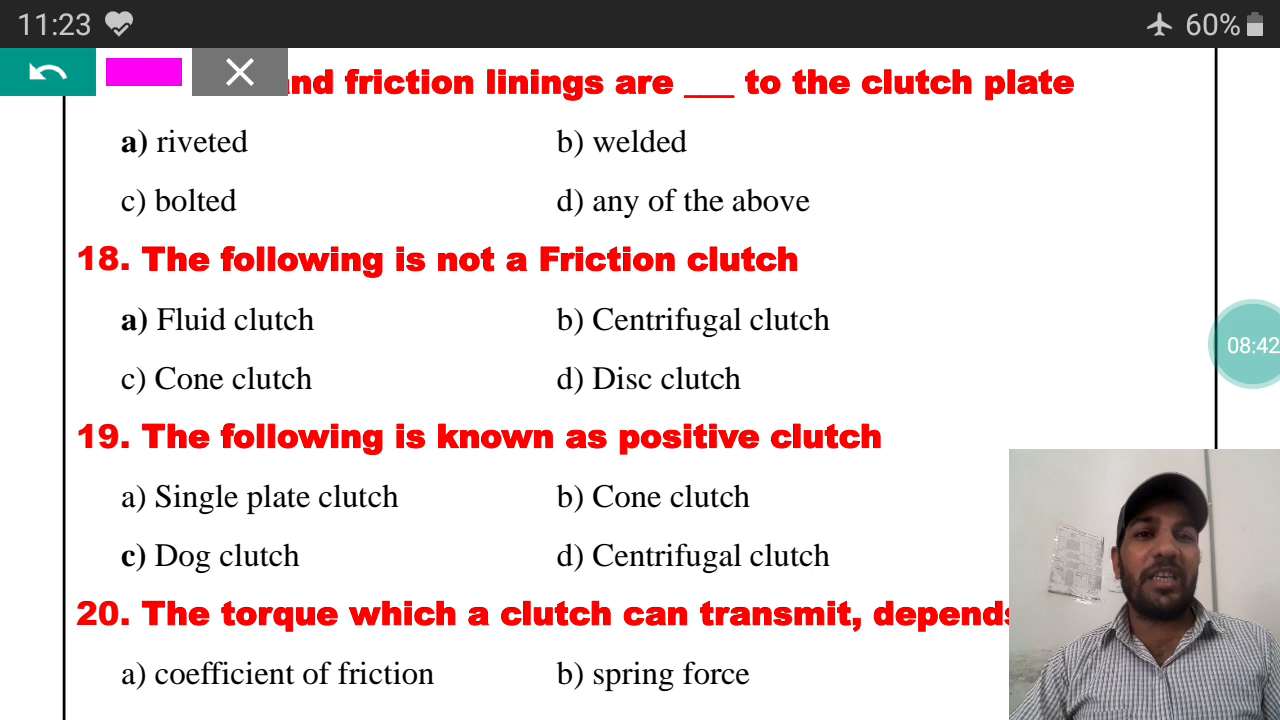 11:23 60%
and friction linings are ___ to the clutch plate
a) riveted b) welded
c) bolted d) any of the above
18. The following is not a Friction clutch
a) Fluid clutch b) Centrifugal clutch
c) Cone clutch d) Disc clutch
08:42
19. The following is known as positive clutch
a) Single plate clutch b) Cone clutch
c) Dog clutch d) Centrifugal clutch
20. The torque which a clutch can transmit, depends
a) coefficient of friction b) spring force